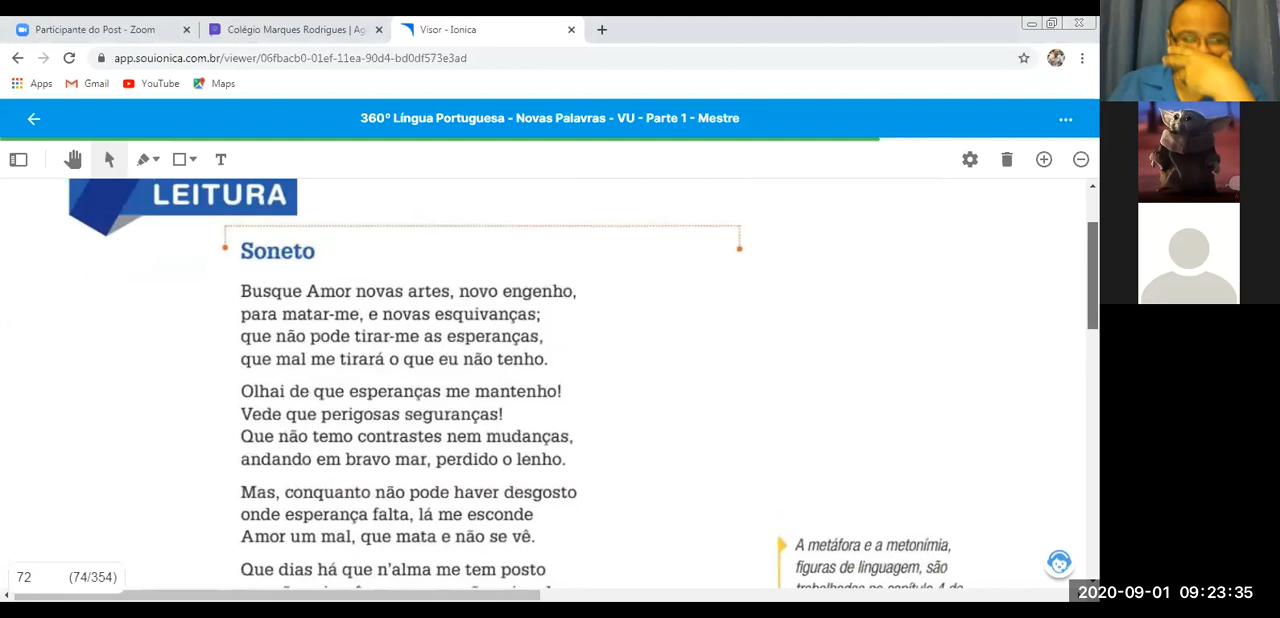 Participante do Post - Zoom
Colégio Marques Rodrigues | Ag
Visor - Ionica
app.souionica.com.br/viewer/06fbacb0-01ef-11ea-90d4-bd0df573e3ad
Apps Gmail YouTube Maps
360º Língua Portuguesa - Novas Palavras - VU - Parte 1 - Mestre
T
LEITURA
Soneto
Busque Amor novas artes, novo engenho,
para matar-me, e novas esquivanças;
que não pode tirar-me as esperanças,
que mal me tirará o que eu não tenho.
Olhai de que esperanças me mantenho!
Vede que perigosas seguranças!
Que não temo contrastes nem mudanças,
andando em bravo mar, perdido o lenho.
Mas, conquanto não pode haver desgosto
onde esperança falta, lá me esconde
Amor um mal, que mata e não se vê.
Que dias há que n'alma me tem posto
A metáfora e a metonímia,
figuras de linguagem, são
72 (74/354)
2020-09-01 09:23:35